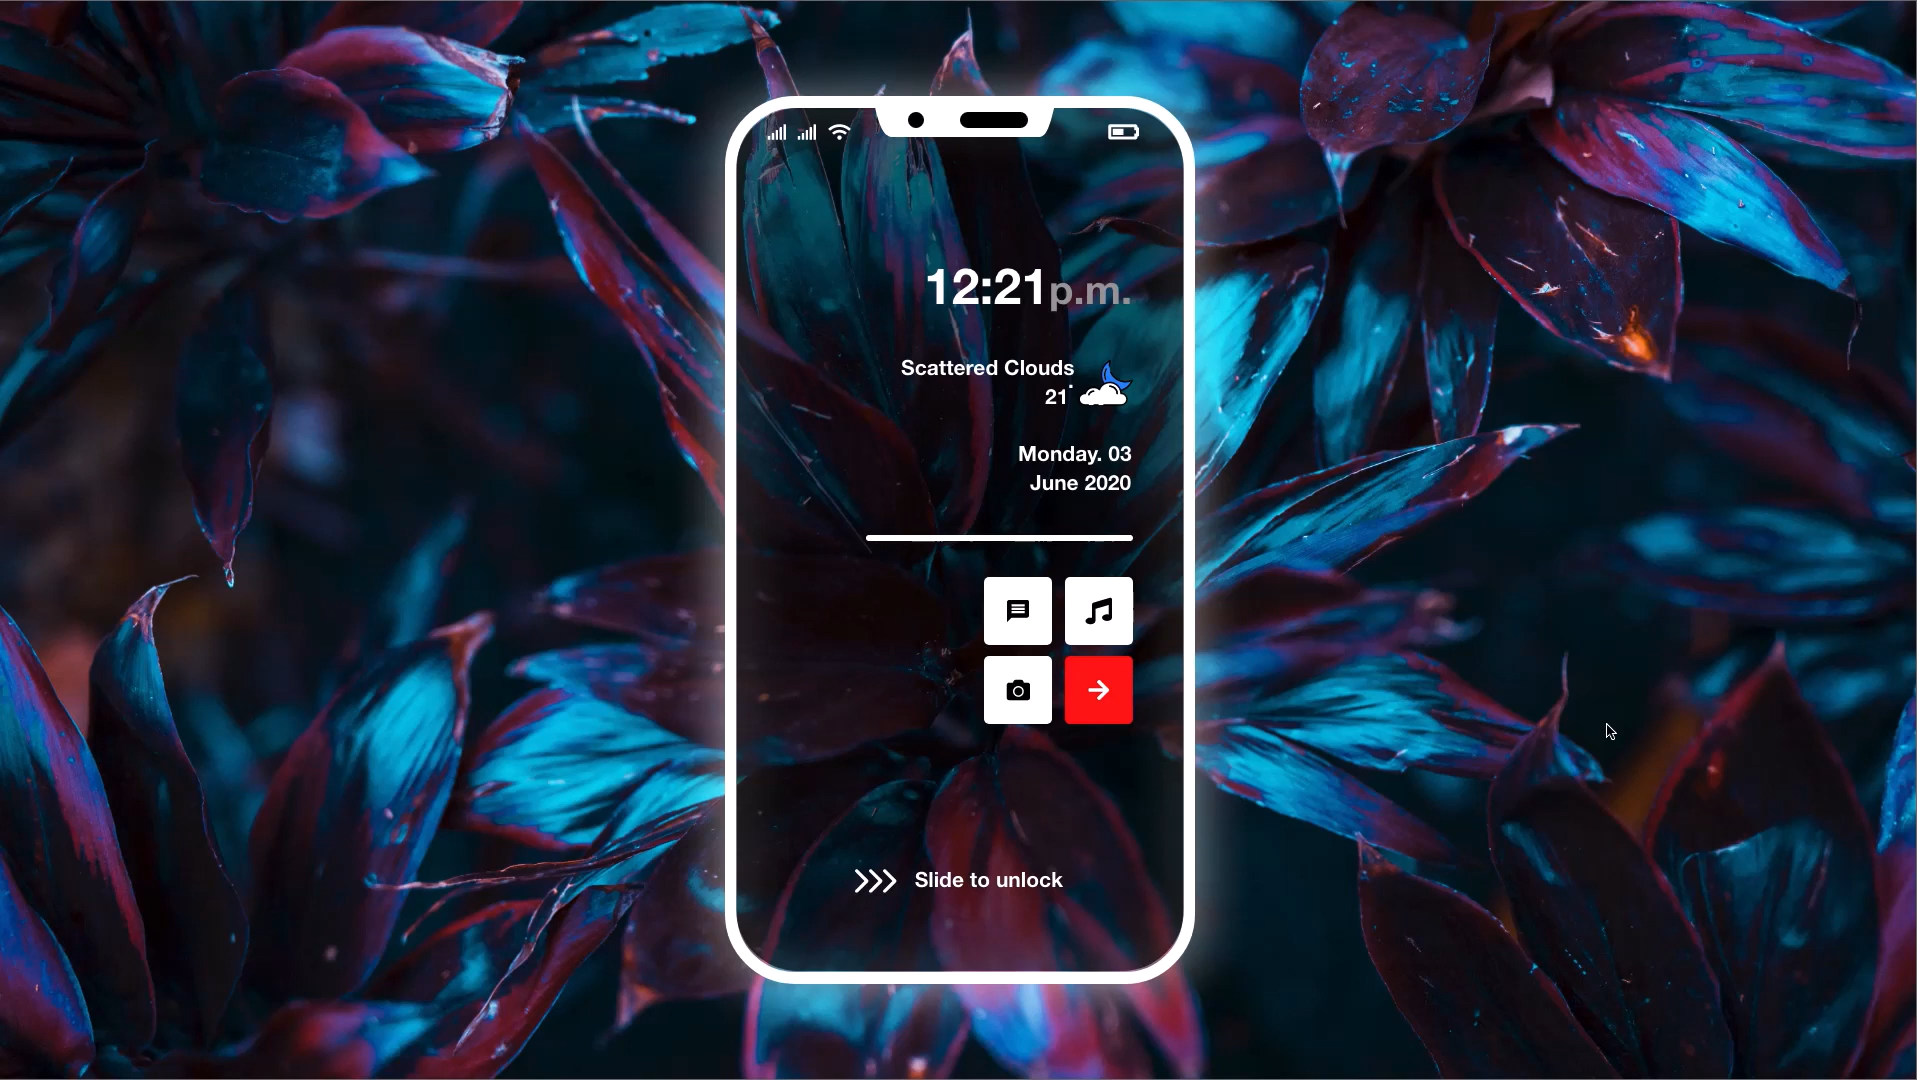 12:21p.m.
Scattered Clouds
21°
Monday. 03
June 2020
Slide to unlock